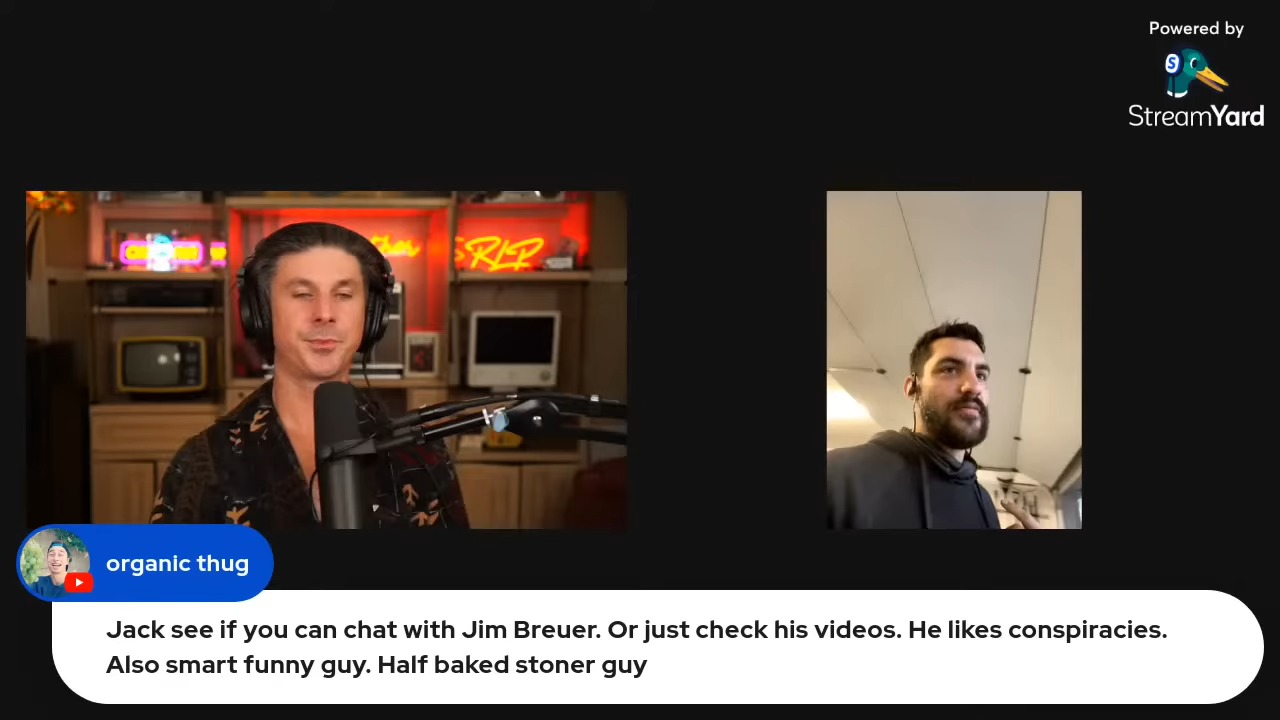 Powered by
S
StreamYard
SRLP
organic thug
Jack see if you can chat with Jim Breuer. Or just check his videos. He likes conspiracies.
Also smart funny guy. Half baked stoner guy